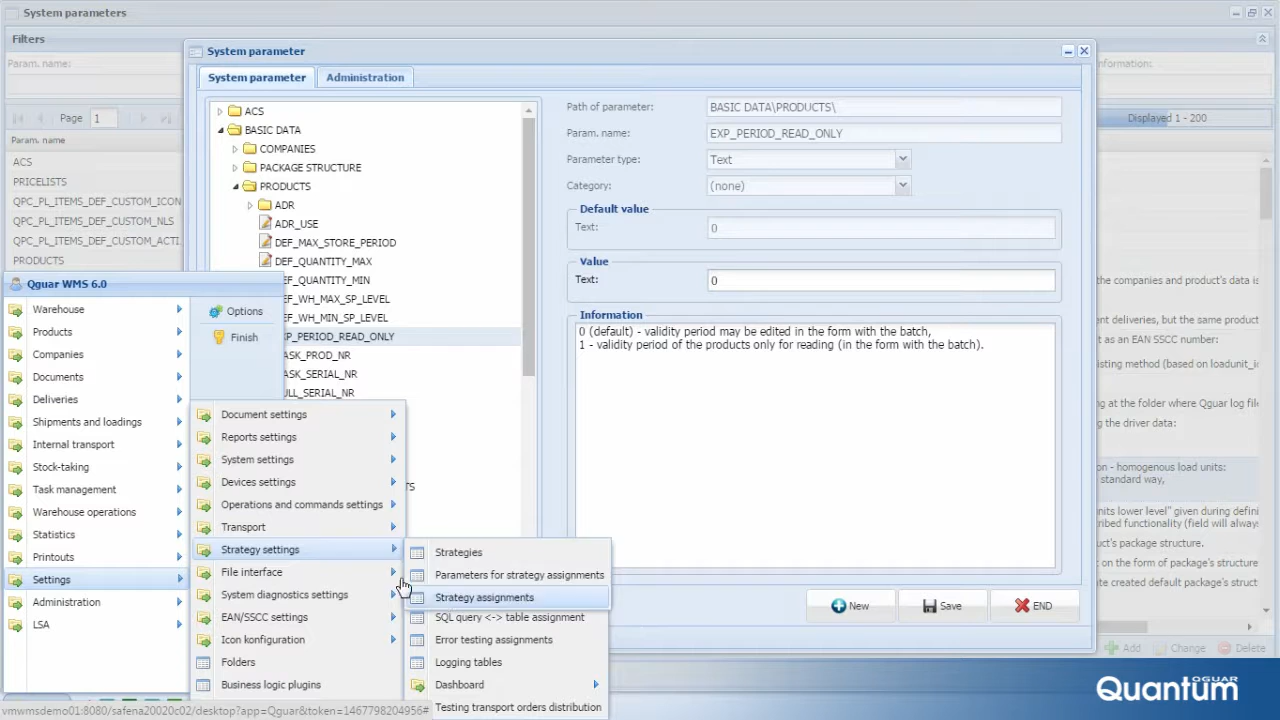 System parameters
Filters
Param. name:
Page 1
Displayed 1 - 200
Param. name
ACS
PRICELISTS
QPC_PL_ITEMS_DEF_CUSTOM_ICON
QPC_PL_ITEMS_DEF_CUSTOM_NLS
QPC_PL_ITEMS_DEF_CUSTOM_ACTI
PRODUCTS
System parameter
System parameter
Administration
ACS
BASIC DATA
COMPANIES
PACKAGE STRUCTURE
PRODUCTS
ADR
ADR_USE
DEF_MAX_STORE_PERIOD
DEF_QUANTITY_MAX
EF_QUANTITY_MIN
EF_WH_MAX_SP_LEVEL
EF_WH_MIN_SP_LEVEL
XP_PERIOD_READ_ONLY
ASK_PROD_NR
ASK_SERIAL_NR
ULL_SERIAL_NR
TS
Path of parameter: BASIC DATA\PRODUCTS\
Param. name: EXP_PERIOD_READ_ONLY
Parameter type: Text
Category: (none)
Default value
Text: 0
Value
Text: 0
Information
0 (default) - validity period may be edited in the form with the batch,
1 - validity period of the products only for reading (in the form with the batch).
New
Save
END
nformation:
the companies and product's data is
ent deliveries, but the same product
t as an EAN SSCC number:
isting method (based on loadunit_i
ng at the folder where Qguar log file
g the driver data:
on - homogenous load units:
standard way,
units lower level" given during defini
ribed functionality (field will alway
uct's package structure.
on the form of package's structure
te created default package's struct
Add
Change
Delete
Qguar WMS 6.0
Warehouse
Products
Companies
Documents
Deliveries
Shipments and loadings
Internal transport
Stock-taking
Task management
Warehouse operations
Statistics
Printouts
Settings
Administration
LSA
Options
Finish
Document settings
Reports settings
System settings
Devices settings
Operations and commands settings
Transport
Strategy settings
File interface
System diagnostics settings
EAN/SSCC settings
Icon konfiguration
Folders
Business logic plugins
Strategies
Parameters for strategy assignments
Strategy assignments
SQL query <-> table assignment
Error testing assignments
Logging tables
Dashboard
Testing transport orders distribution
vmwmsdemo01:8080/safena20020c02/desktop?app=Qguar&token=1467798204956#
QGUAR
Quantum